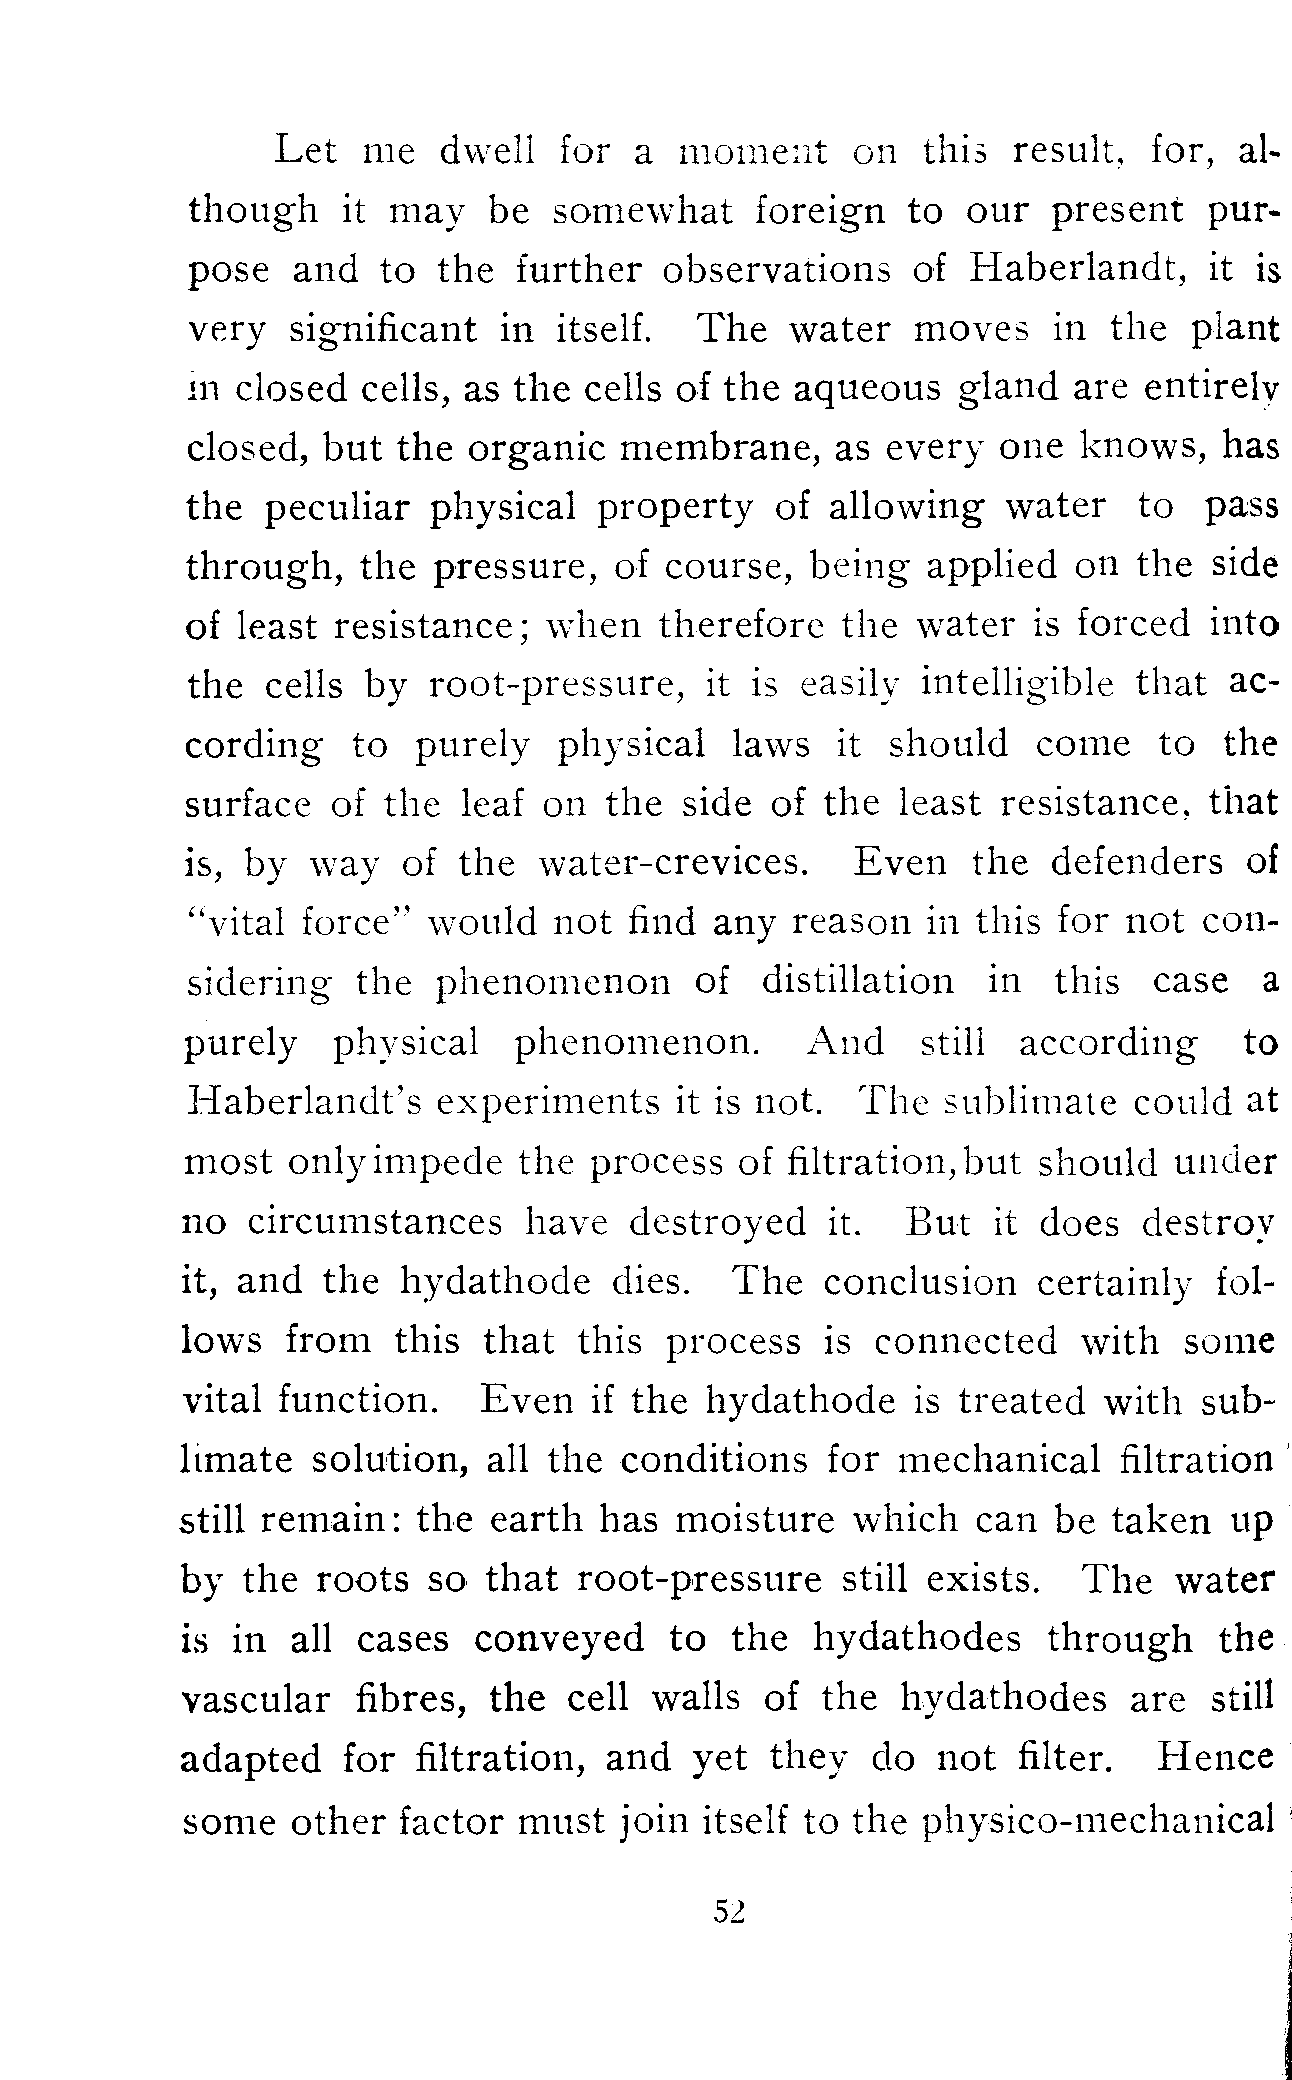 Let me dwell for a moment on this result, for, al-
though it may be somewhat foreign to our present pur-
pose and to the further observations of Haberlandt, it is
very significant in itself. The water moves in the plant
in closed cells, as the cells of the aqueous gland are entirely
closed, but the organic membrane, as every one knows, has
the peculiar physical property of allowing water to pass
through, the pressure, of course, being applied on the side
of least resistance; when therefore the water is forced into
the cells by root-pressure, it is easily intelligible that ac-
cording to purely physical laws it should come to the
surface of the leaf on the side of the least resistance, that
is, by way of the water-crevices. Even the defenders of
“vital force” would not find any reason in this for not con-
sidering the phenomenon of distillation in this case a
purely physical phenomenon. And still according to
Haberlandt's experiments it is not. The sublimate could at
most only impede the process of filtration, but should under
no circumstances have destroyed it. But it does destroy
it, and the hydathode dies. The conclusion certainly fol-
lows from this that this process is connected with some
vital function. Even if the hydathode is treated with sub-
limate solution, all the conditions for mechanical filtration
still remain: the earth has moisture which can be taken up
by the roots so that root-pressure still exists. The water
is in all cases conveyed to the hydathodes through the
vascular fibres, the cell walls of the hydathodes are still
adapted for filtration, and yet they do not filter. Hence
some other factor must join itself to the physico-mechanical
52